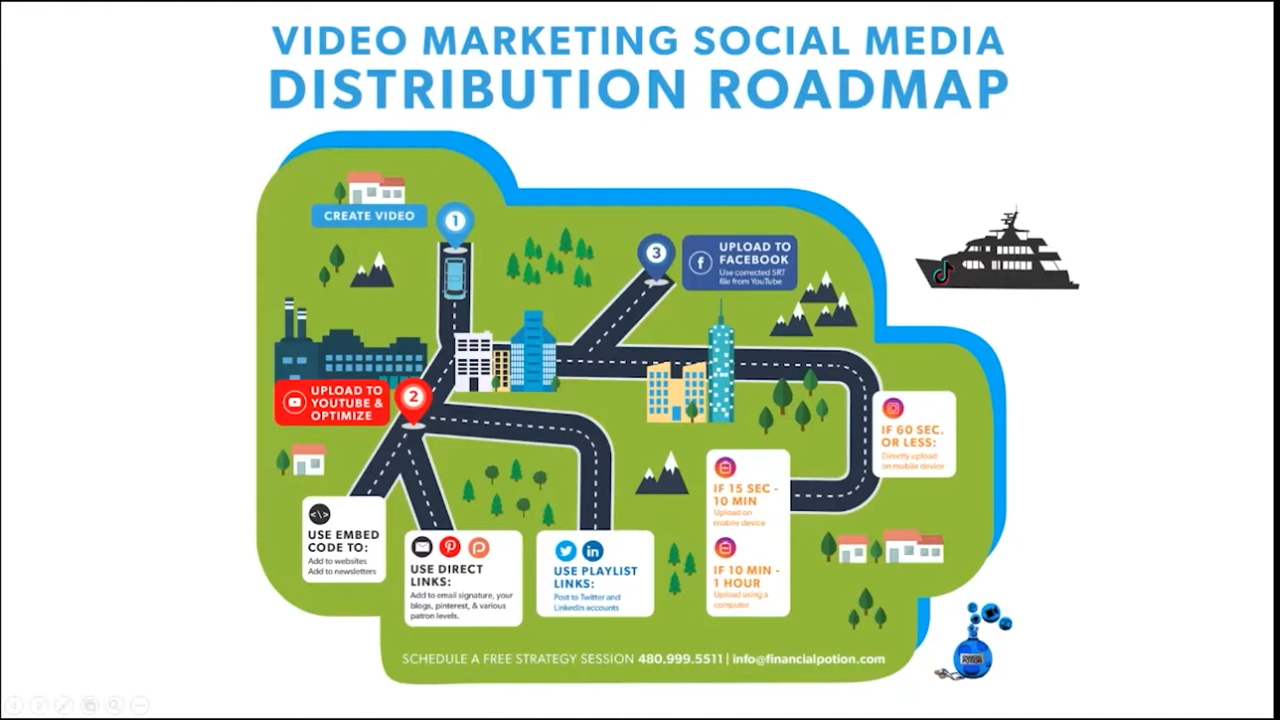 VIDEO MARKETING SOCIAL MEDIA
DISTRIBUTION ROADMAP
CREATE VIDEO
1
3
UPLOAD TO
FACEBOOK
Use corrected SRT
file from YouTube
UPLOAD TO
YOUTUBE &
OPTIMIZE
2
IF 60 SEC.
OR LESS:
Directly upload
on mobile device
IF 15 SEC -
10 MIN
Upload on
mobile device
IF 10 MIN -
1 HOUR
Upload using a
computer
USE EMBED
CODE TO:
Add to websites
Add to newsletters
USE DIRECT
LINKS:
Add to email signature, your
blogs, pinterest, & various
patron levels.
USE PLAYLIST
LINKS:
Post to Twitter and
LinkedIn accounts
SCHEDULE A FREE STRATEGY SESSION 480.999.5511 | info@financialpotion.com